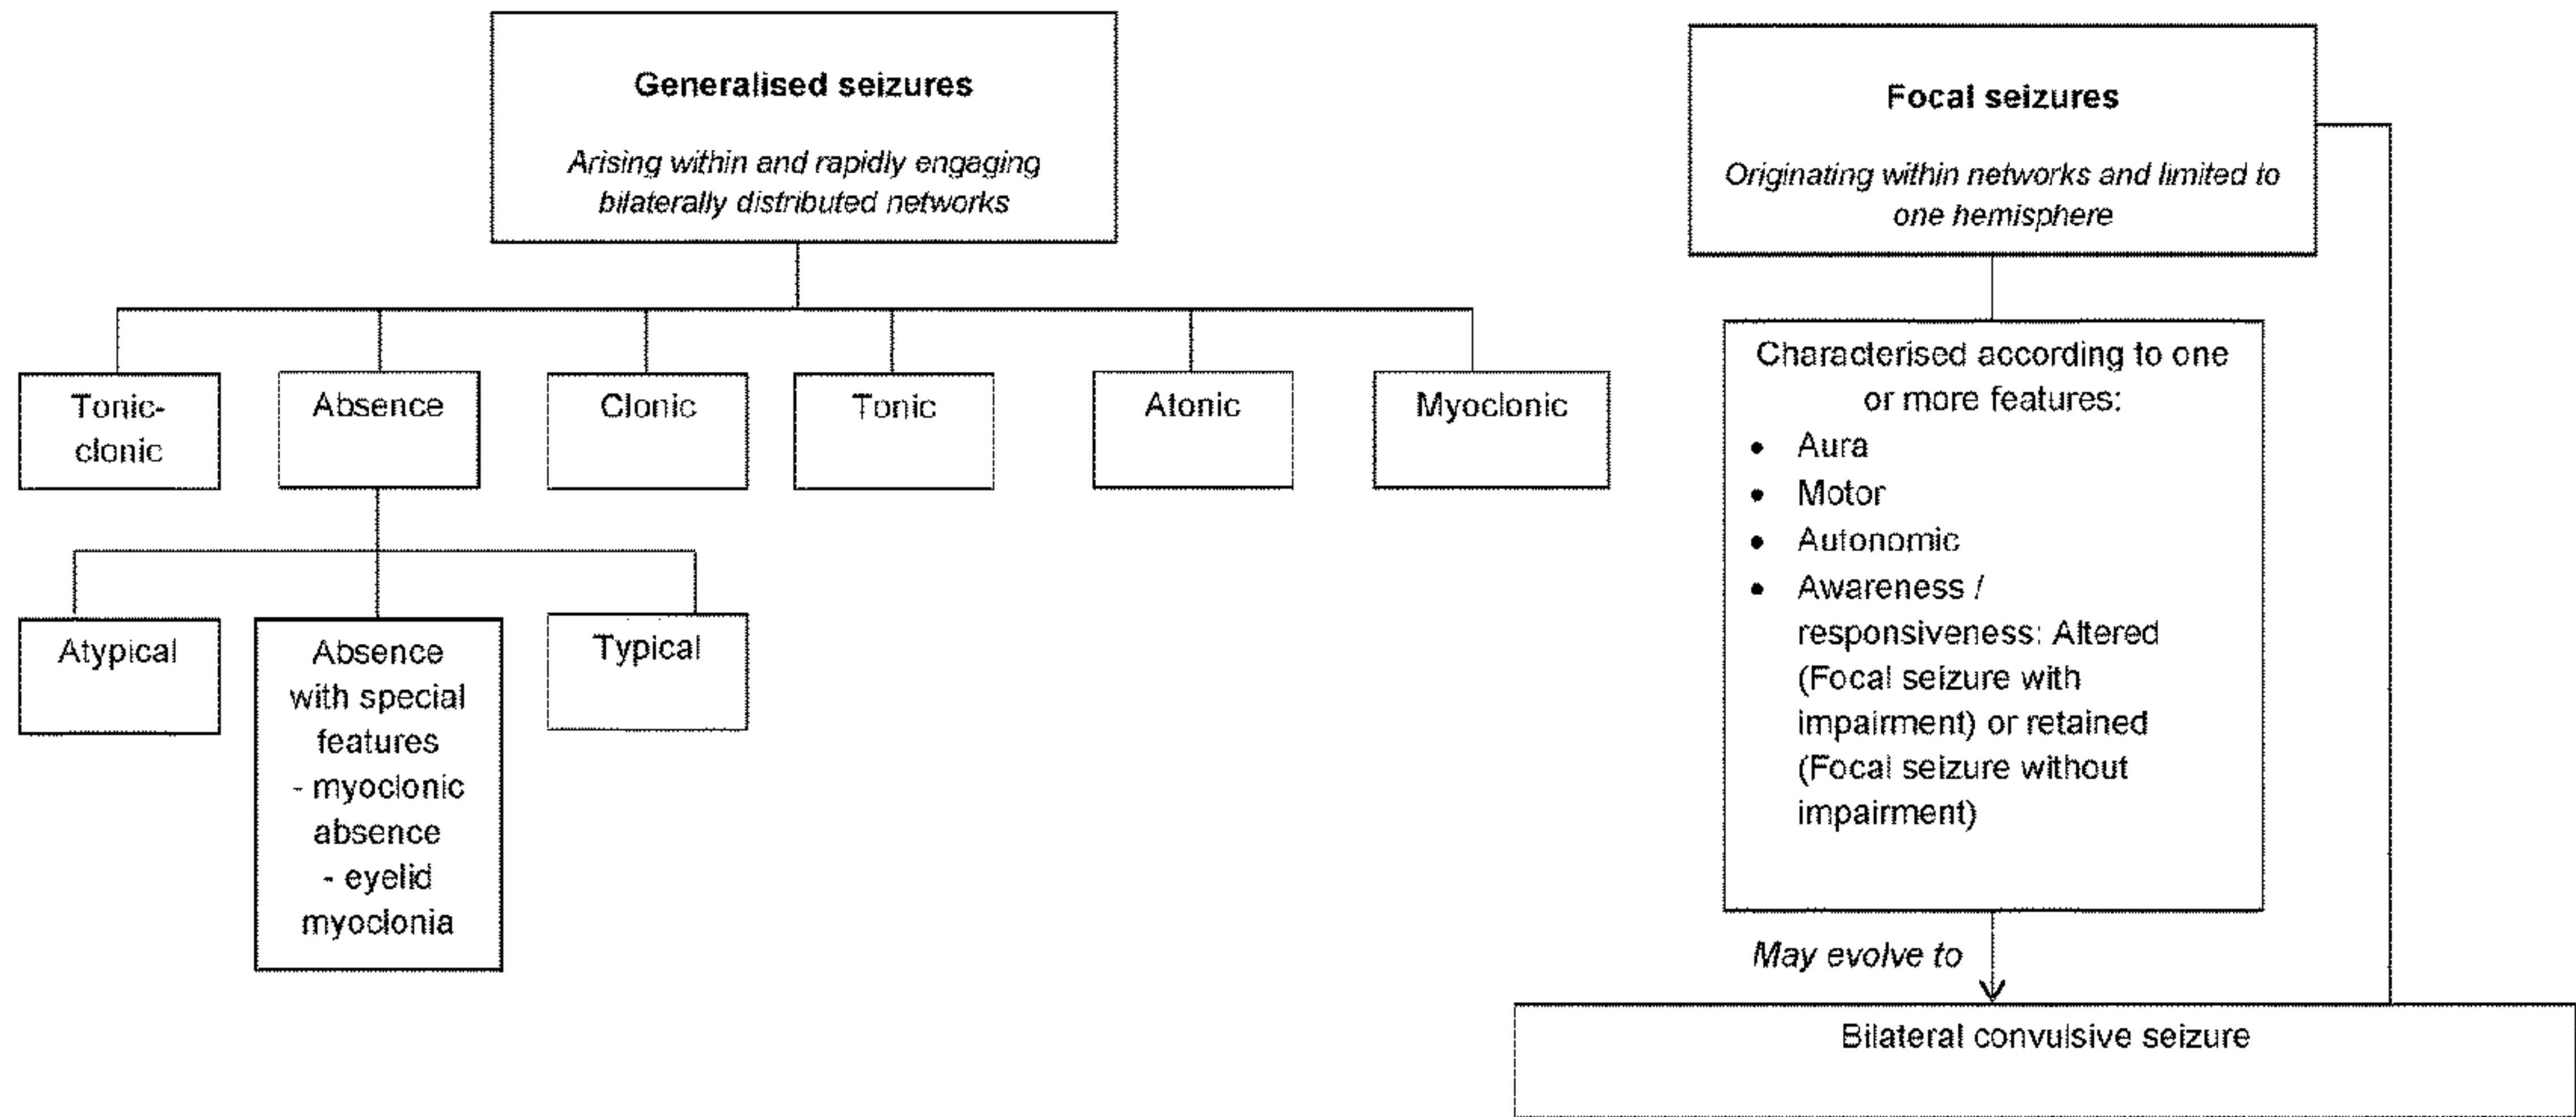 Generalised seizures
Arising within and rapidly engaging
bilaterally distributed networks
Tonic-
clonic
Absence
Clonic
Tonic
Atonic
Myoclonic
Atypical
Absence
with special
features
- myoclonic
absence
- eyelid
myoclonia
Typical
Focal seizures
Originating within networks and limited to
one hemisphere
Characterised according to one
or more features:
• Aura
• Motor
• Autonomic
• Awareness /
responsiveness: Altered
(Focal seizure with
impairment) or retained
(Focal seizure without
impairment)
May evolve to
Bilateral convulsive seizure